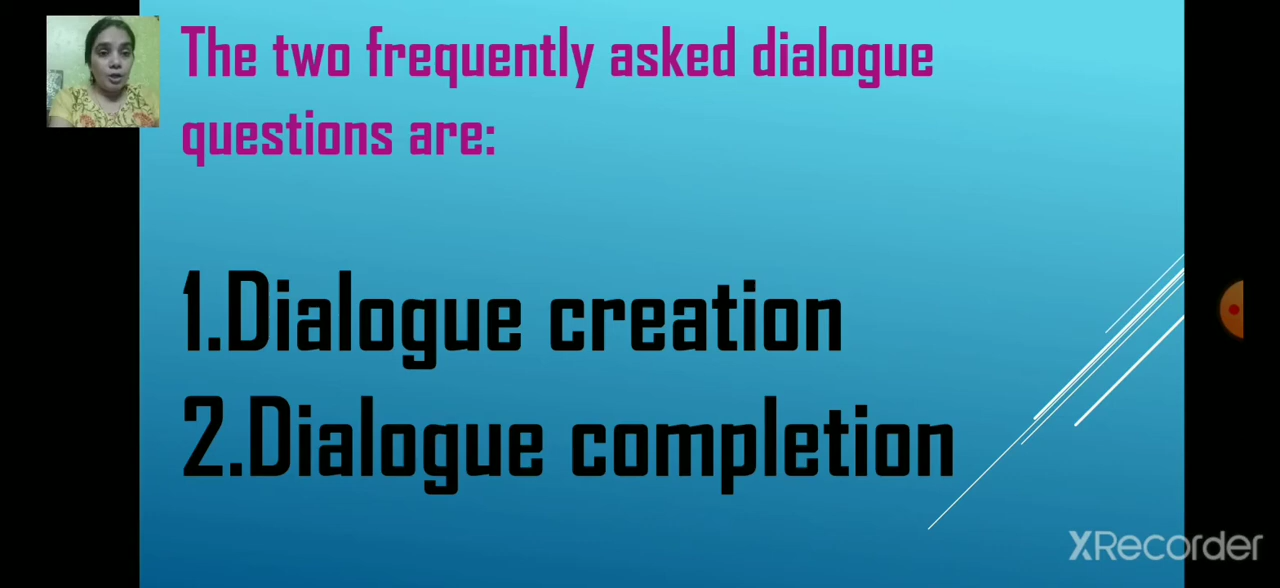 The two frequently asked dialogue
questions are:
1.Dialogue creation
2.Dialogue completion
XRecorder